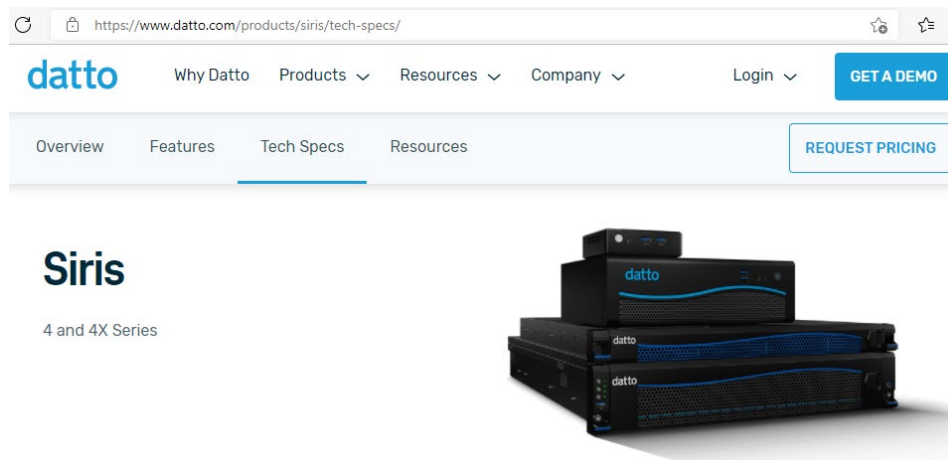 https://www.datto.com/products/siris/tech-specs/
datto Why Datto Products Resources Company Login GET A DEMO
Overview Features Tech Specs Resources REQUEST PRICING
Siris
4 and 4X Series
datto
datto
datto